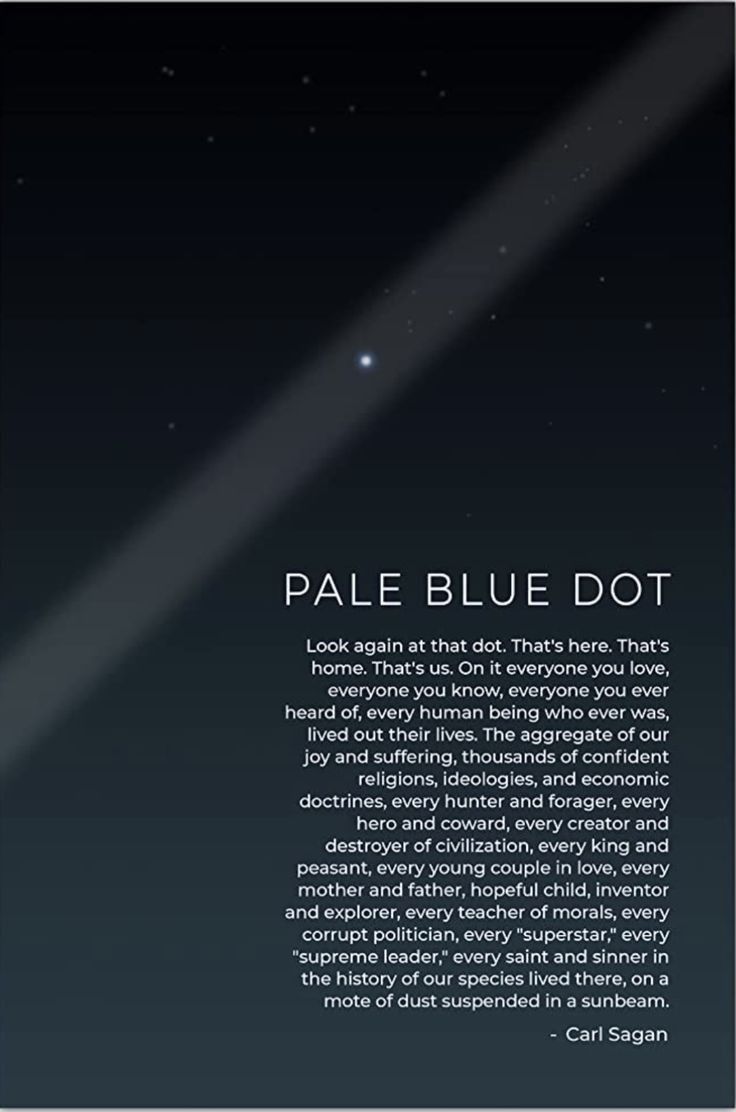 PALE BLUE DOT
Look again at that dot. That's here. That's
home. That's us. On it everyone you love,
everyone you know, everyone you ever
heard of, every human being who ever was,
lived out their lives. The aggregate of our
joy and suffering, thousands of confident
religions, ideologies, and economic
doctrines, every hunter and forager, every
hero and coward, every creator and
destroyer of civilization, every king and
peasant, every young couple in love, every
mother and father, hopeful child, inventor
and explorer, every teacher of morals, every
corrupt politician, every "superstar," every
"supreme leader," every saint and sinner in
the history of our species lived there, on a
mote of dust suspended in a sunbeam.
- Carl Sagan